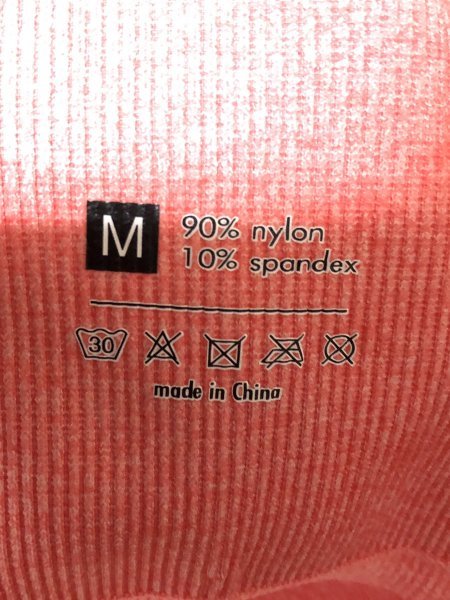 M
90% nylon
10% spandex
30
made in China